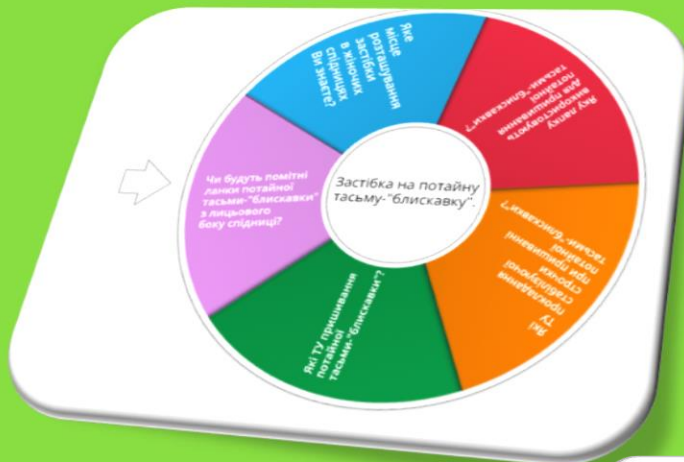 Яке
місце
розташування
застібки
в жіночих
спідницях
Ви знаєте?
Яку лапку
використовують
для пришивання
потайної
тасьми-"блискавки"?
Чи будуть помітні
ланки потайної
тасьми-"блискавки"
з лицьового
боку спідниці?
Застібка на потайну
тасьму-"блискавку".
Які
ТУ
прокладання
стабілізуючої
строчки
при пришиванні
потайної
тасьми-"блискавки"?
Які ТУ пришивання
потайної
тасьми-"блискавки"?